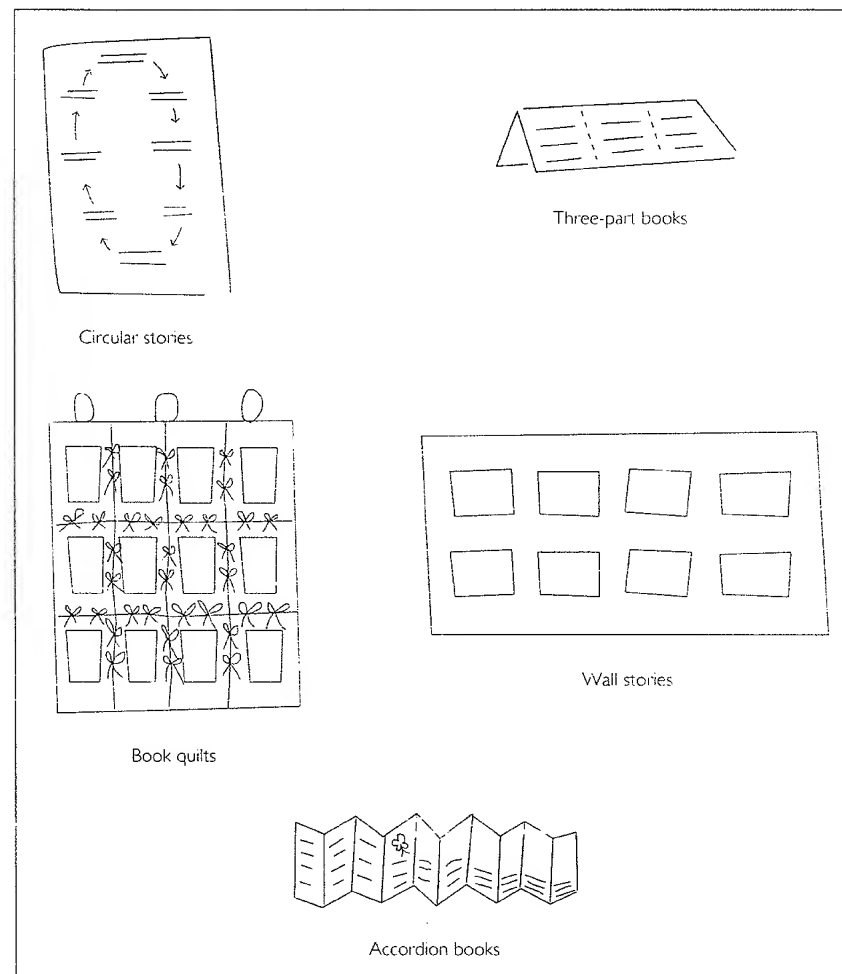 Three-part books
Circular stories
Wall stories
Book quilts
Accordion books